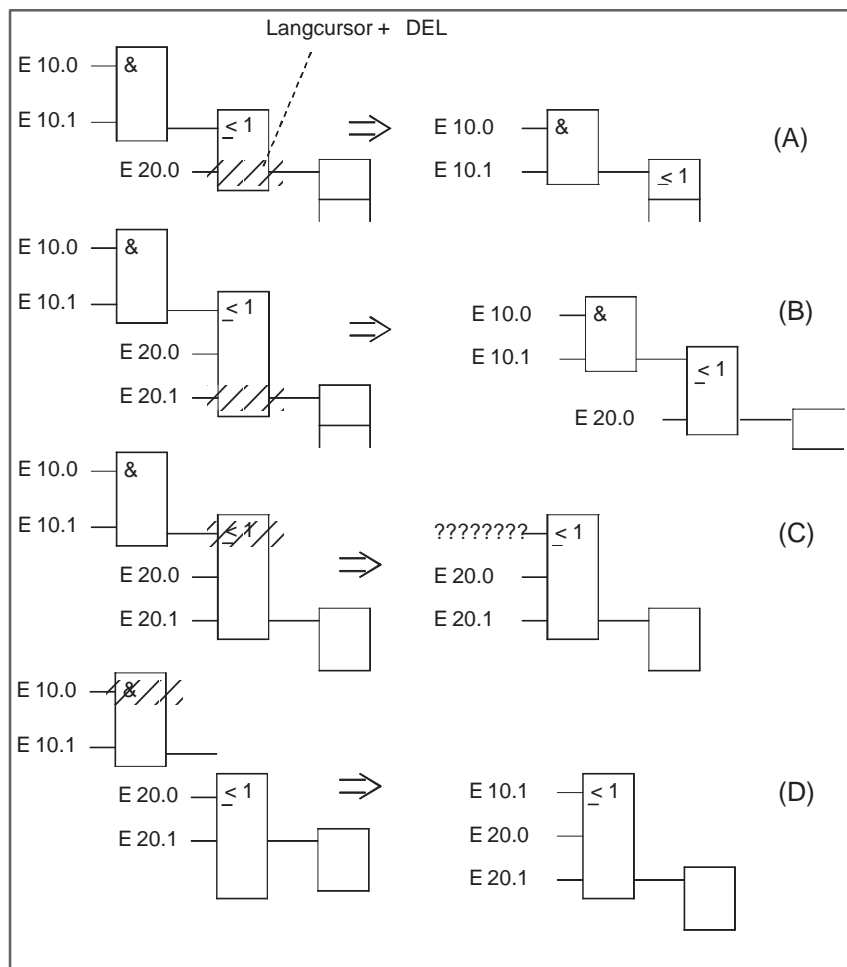 Langcursor + DEL
E 10.0 &
E 10.1 < 1
E 20.0
E 10.0 &
E 10.1 < 1
(A)
E 10.0 &
E 10.1 < 1
E 20.0
E 20.1
E 10.0 &
E 10.1 < 1
E 20.0
(B)
E 10.0 &
E 10.1 < 1
E 20.0
E 20.1
???????? < 1
E 20.0
E 20.1
(C)
E 10.0 &
E 10.1
E 20.0 < 1
E 20.1
E 10.1 < 1
E 20.0
E 20.1
(D)